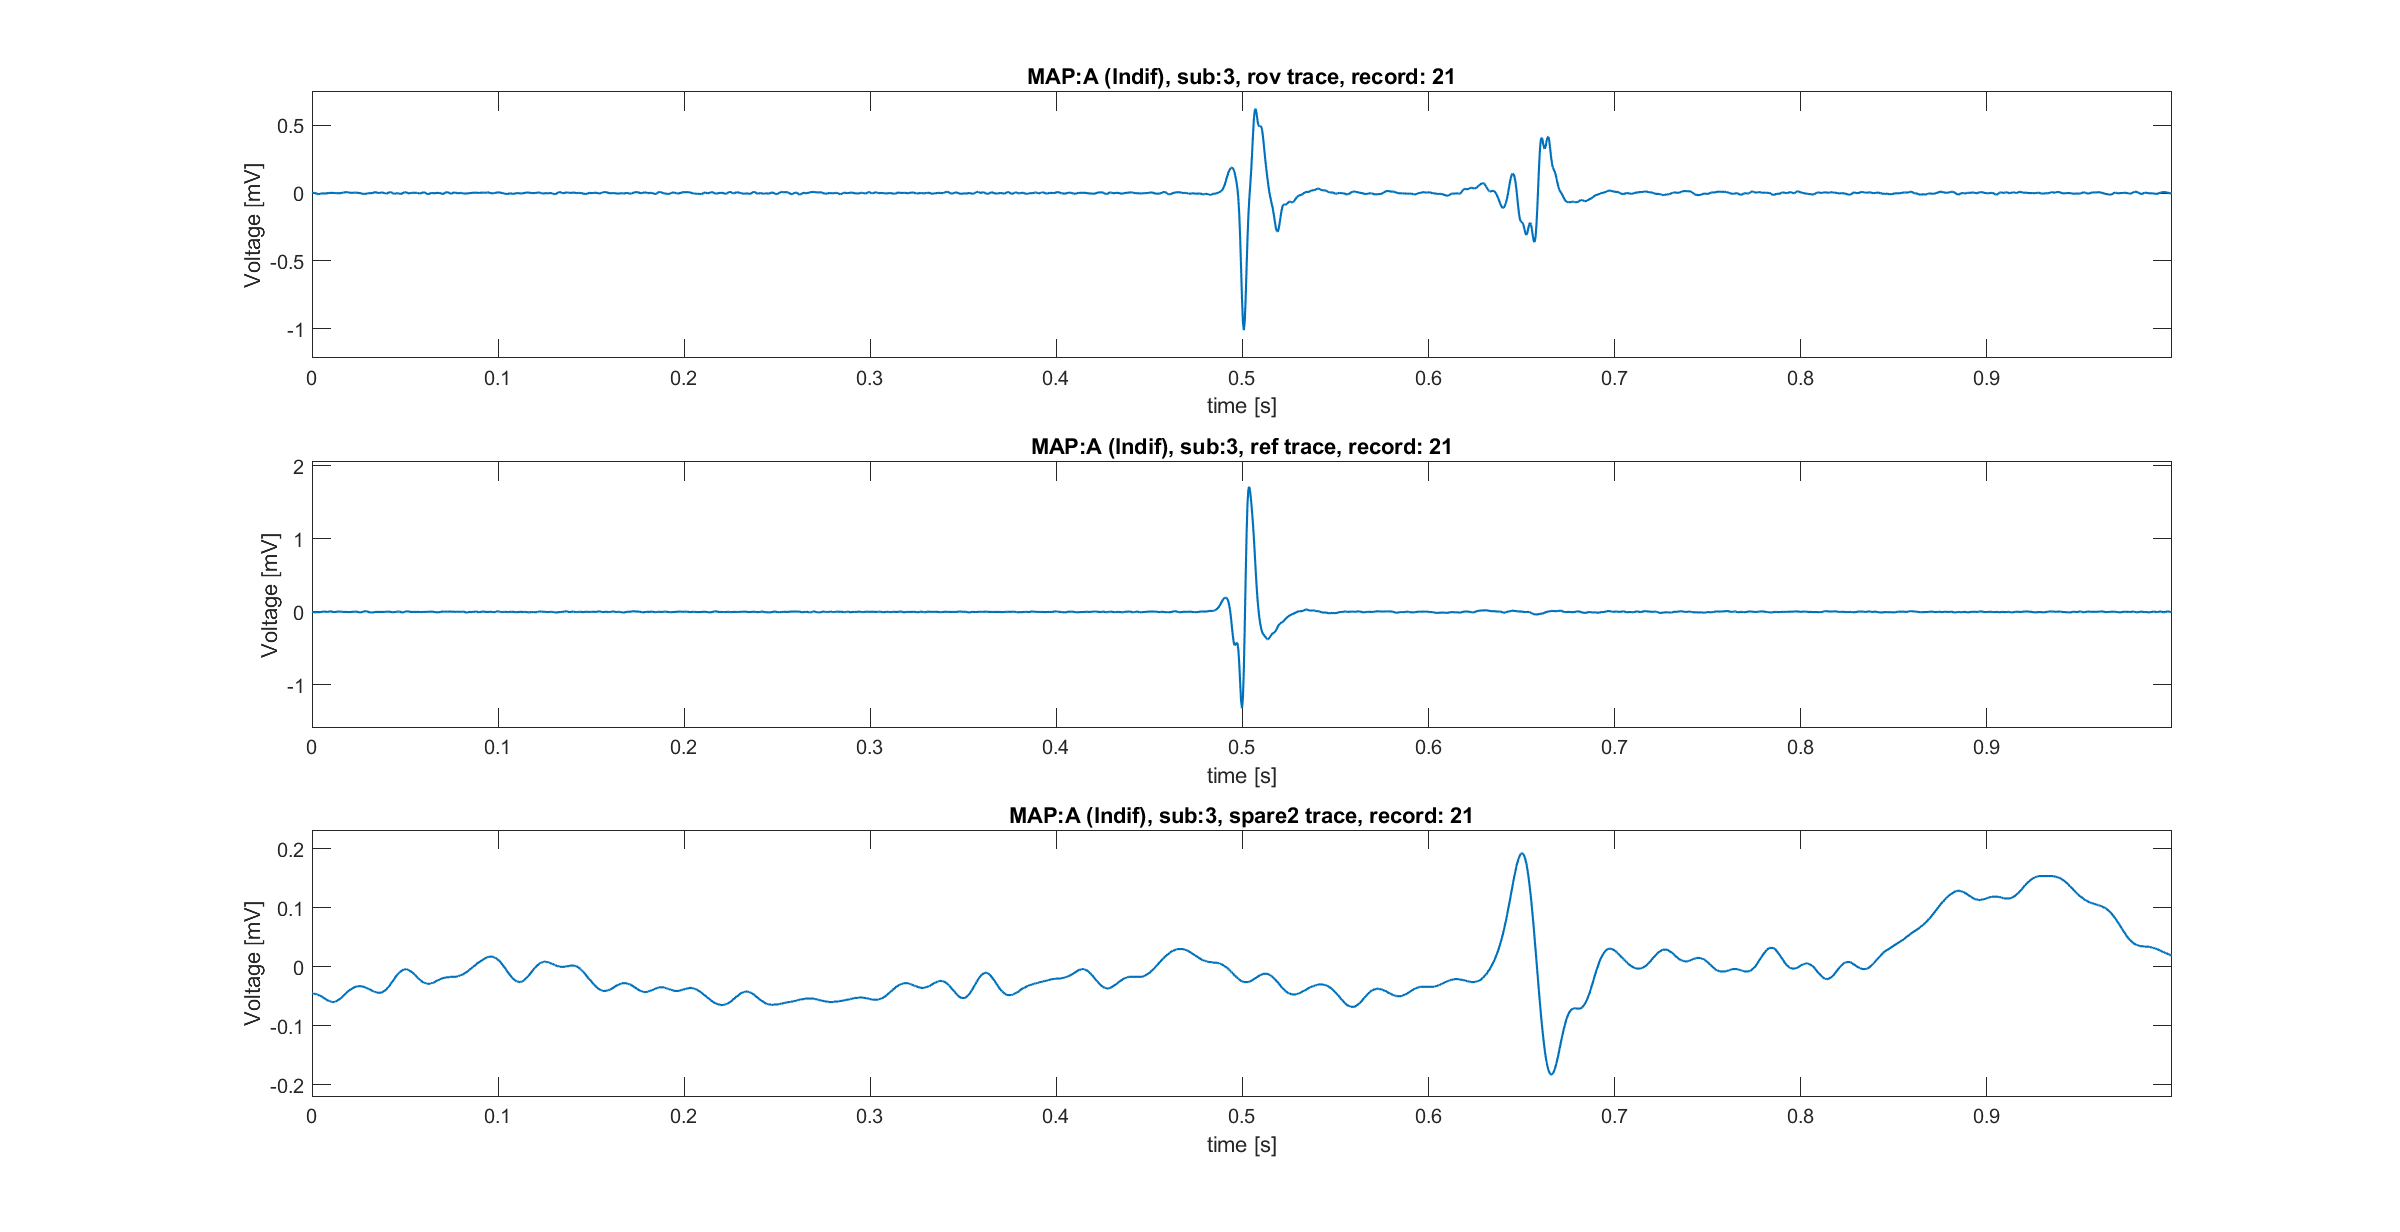 MAP:A (Indif), sub:3, rov trace, record: 21
Voltage [mV]
0.5
0
-0.5
-1
0 0.1 0.2 0.3 0.4 0.5 0.6 0.7 0.8 0.9
time [s]
MAP:A (Indif), sub:3, ref trace, record: 21
Voltage [mV]
2
1
0
-1
0 0.1 0.2 0.3 0.4 0.5 0.6 0.7 0.8 0.9
time [s]
MAP:A (Indif), sub:3, spare2 trace, record: 21
Voltage [mV]
0.2
0.1
0
-0.1
-0.2
0 0.1 0.2 0.3 0.4 0.5 0.6 0.7 0.8 0.9
time [s]